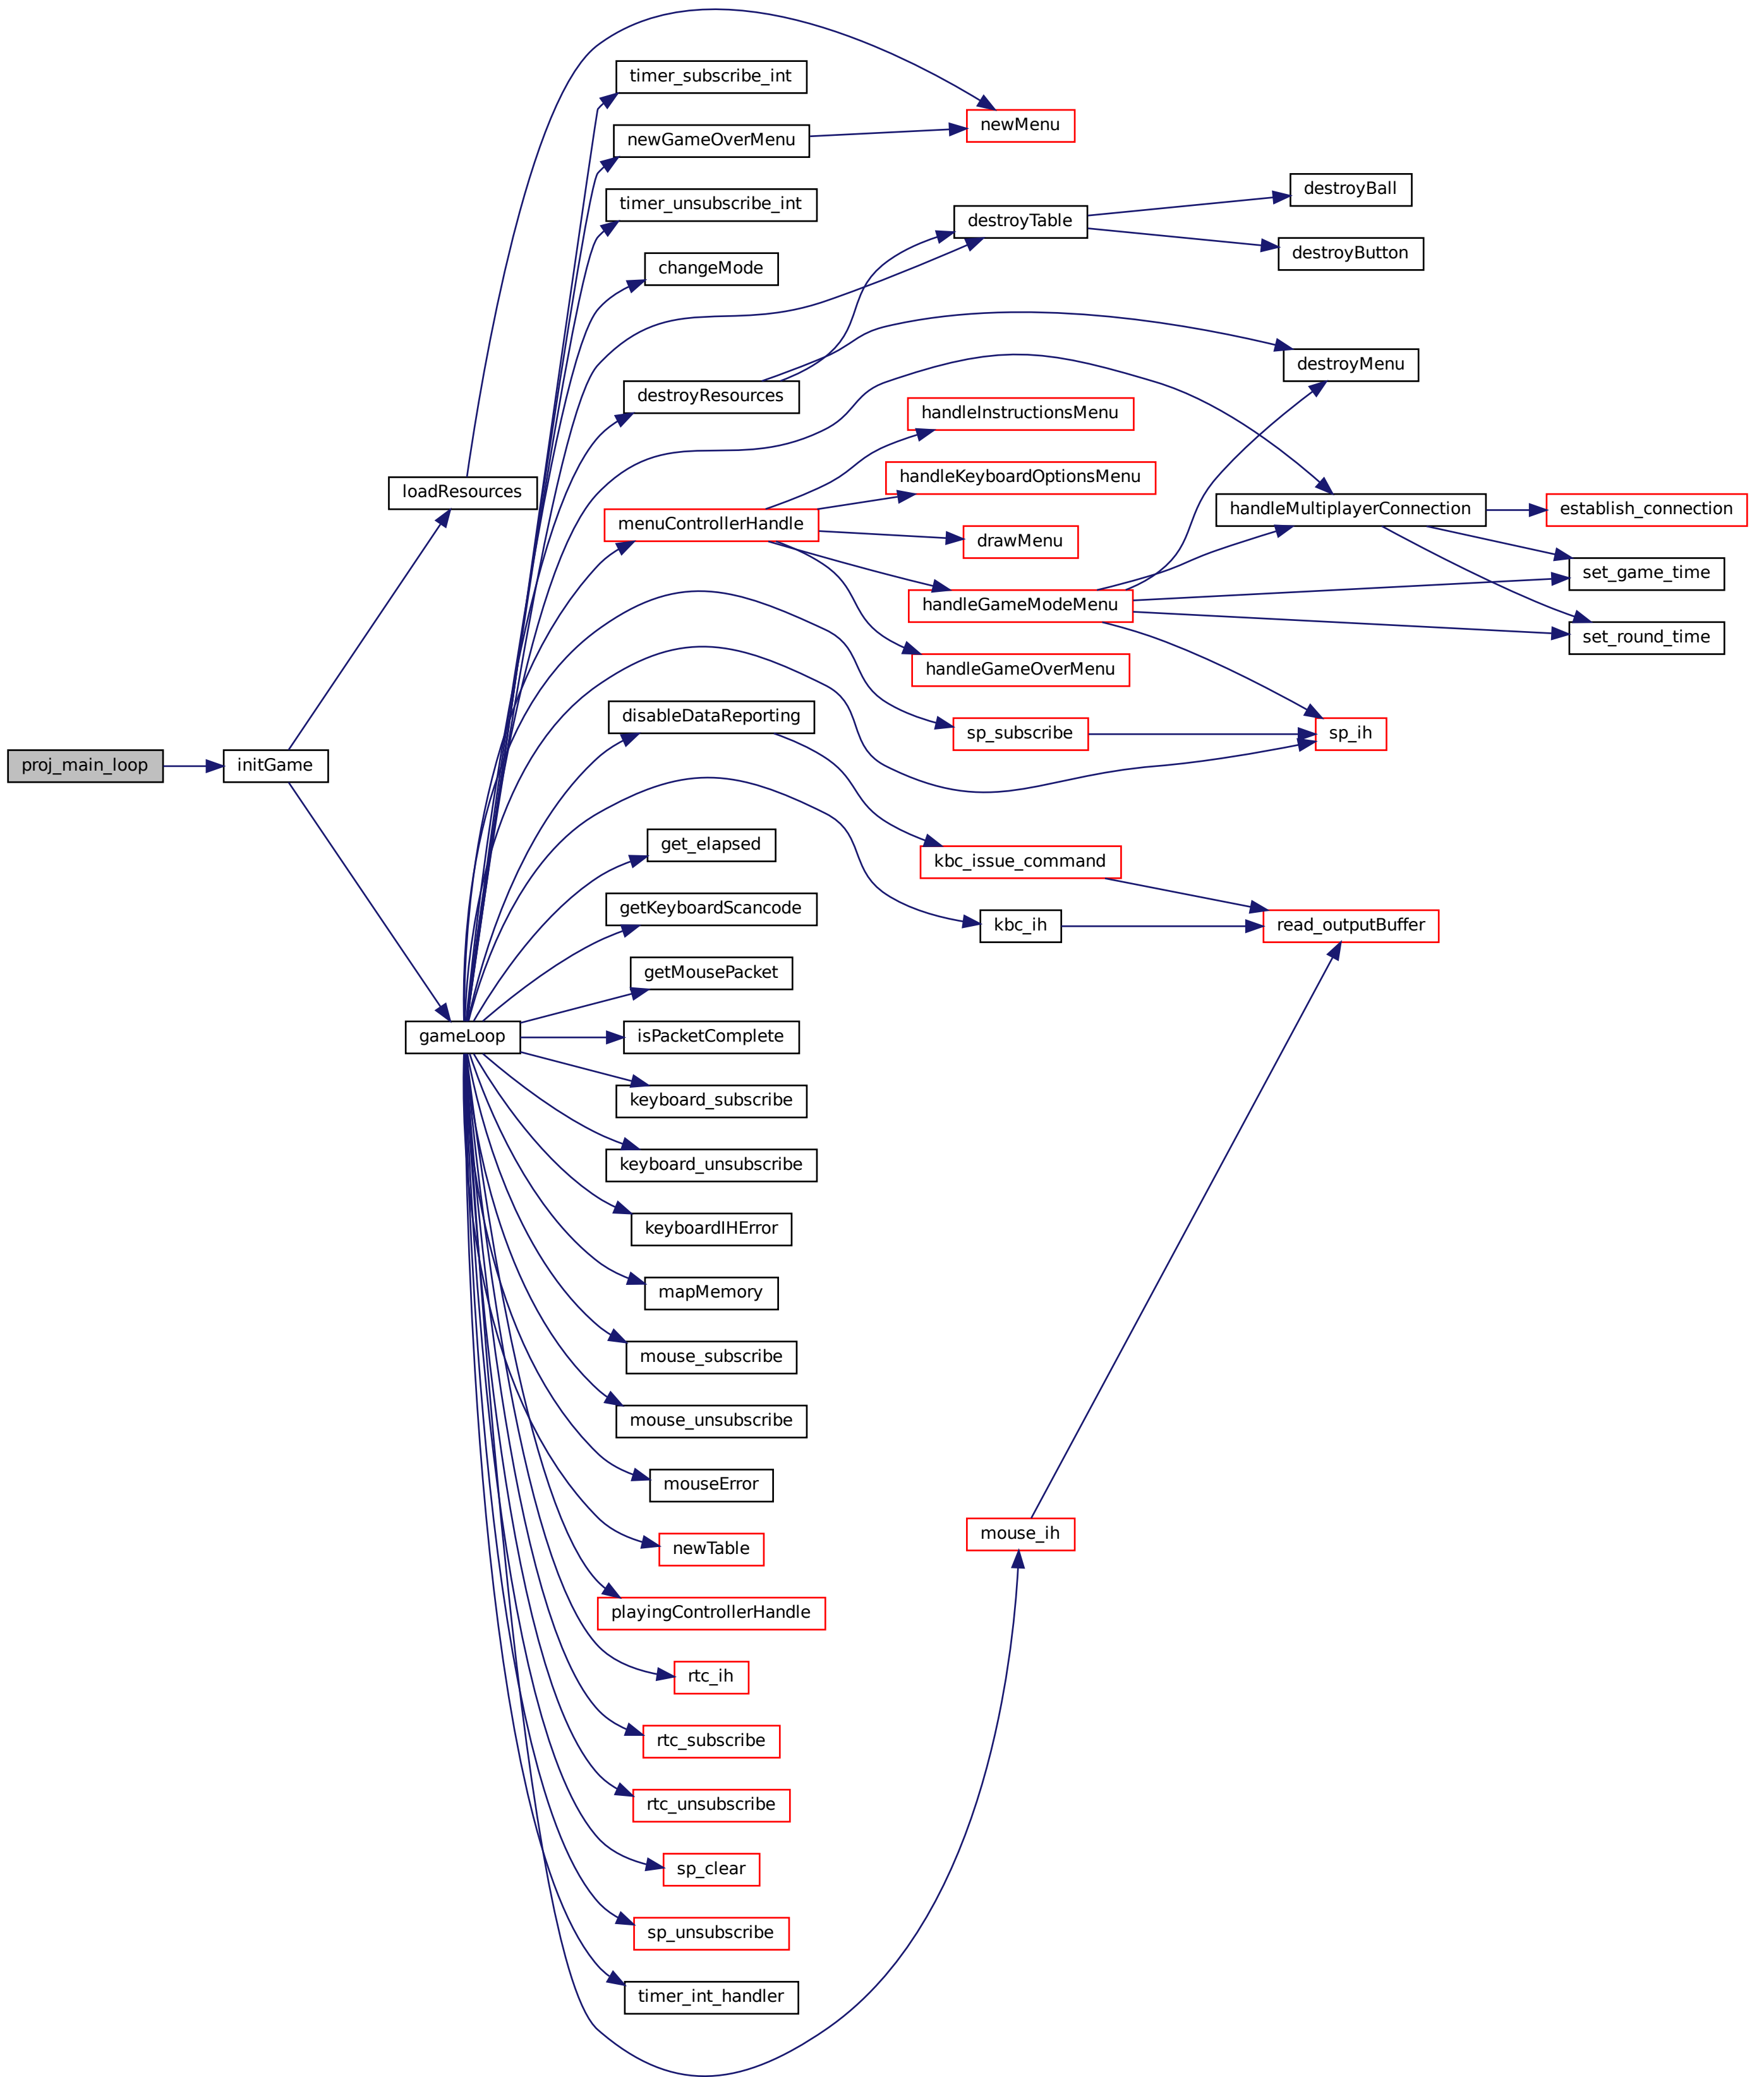 proj_main_loop
initGame
loadResources
gameLoop
timer_subscribe_int
newGameOverMenu
timer_unsubscribe_int
changeMode
destroyResources
menuControllerHandle
disableDataReporting
get_elapsed
getKeyboardScancode
getMousePacket
isPacketComplete
keyboard_subscribe
keyboard_unsubscribe
keyboardIHError
mapMemory
mouse_subscribe
mouse_unsubscribe
mouseError
newTable
playingControllerHandle
rtc_ih
rtc_subscribe
rtc_unsubscribe
sp_clear
sp_unsubscribe
timer_int_handler
newMenu
destroyTable
handleInstructionsMenu
handleKeyboardOptionsMenu
drawMenu
handleGameModeMenu
handleGameOverMenu
sp_subscribe
kbc_issue_command
kbc_ih
mouse_ih
destroyBall
destroyButton
destroyMenu
handleMultiplayerConnection
sp_ih
read_outputBuffer
establish_connection
set_game_time
set_round_time